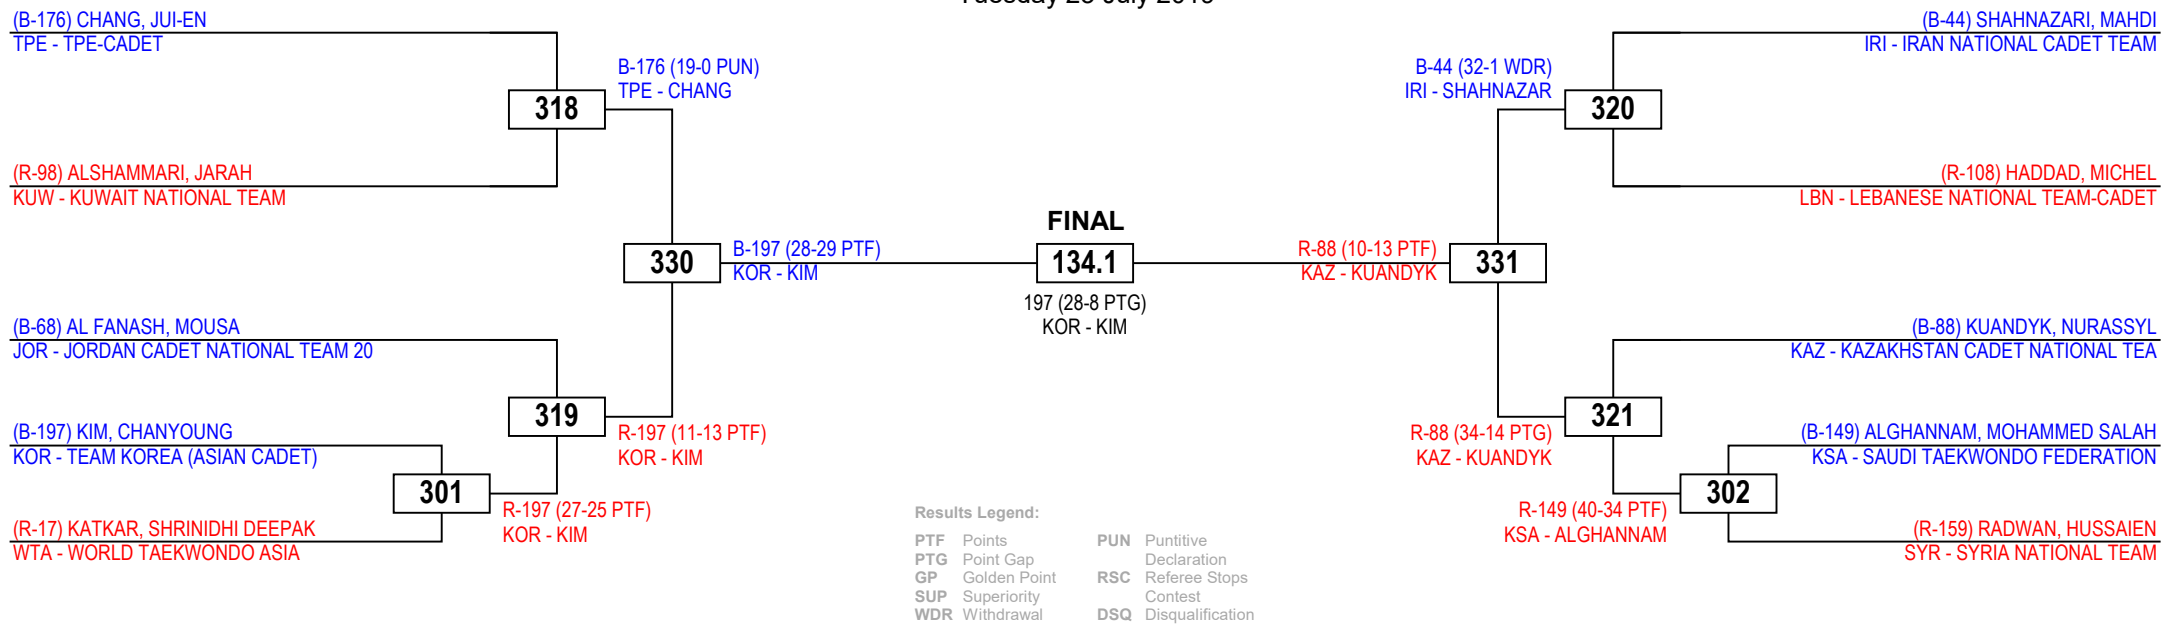 (B-176) CHANG, JUI-EN
TPE - TPE-CADET
B-176 (19-0 PUN)
TPE - CHANG
318
(R-98) ALSHAMMARI, JARAH
KUW - KUWAIT NATIONAL TEAM
330
B-197 (28-29 PTF)
KOR - KIM
(B-68) AL FANASH, MOUSA
JOR - JORDAN CADET NATIONAL TEAM 20
319
R-197 (11-13 PTF)
KOR - KIM
(B-197) KIM, CHANYOUNG
KOR - TEAM KOREA (ASIAN CADET)
301
R-197 (27-25 PTF)
KOR - KIM
(R-17) KATKAR, SHRINIDHI DEEPAK
WTA - WORLD TAEKWONDO ASIA
FINAL
134.1
197 (28-8 PTG)
KOR - KIM
(B-44) SHAHNAZARI, MAHDI
IRI - IRAN NATIONAL CADET TEAM
B-44 (32-1 WDR)
IRI - SHAHNAZAR
320
(R-108) HADDAD, MICHEL
LBN - LEBANESE NATIONAL TEAM-CADET
R-88 (10-13 PTF)
KAZ - KUANDYK
331
(B-88) KUANDYK, NURASSYL
KAZ - KAZAKHSTAN CADET NATIONAL TEA
321
R-88 (34-14 PTG)
KAZ - KUANDYK
(B-149) ALGHANNAM, MOHAMMED SALAH
KSA - SAUDI TAEKWONDO FEDERATION
302
R-149 (40-34 PTF)
KSA - ALGHANNAM
(R-159) RADWAN, HUSSAIEN
SYR - SYRIA NATIONAL TEAM
Results Legend:
PTF Points
PTG Point Gap
GP Golden Point
SUP Superiority
WDR Withdrawal
PUN Puntitive
Declaration
RSC Referee Stops
Contest
DSQ Disqualification